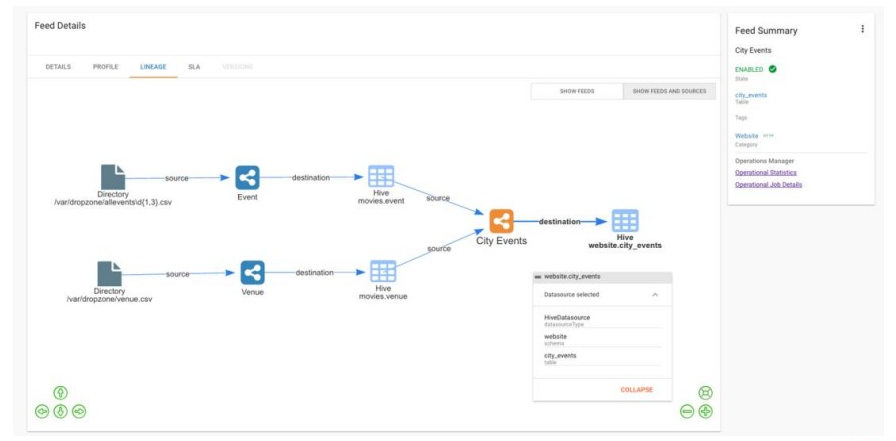 Feed Details
DETAILS PROFILE LINEAGE SLA VERSIONS
SHOW FEEDS SHOW FEEDS AND SOURCES
Directory
/var/dropzone/allevents\d{1,3}.csv
source
Event
destination
Hive
movies.event
source
City Events
destination
Hive
website.city_events
Directory
/var/dropzone/venue.csv
source
Venue
destination
Hive
movies.venue
source
website.city_events
Datasource selected
HiveDatasource
datasourceType
website
schema
city_events
table
COLLAPSE
Feed Summary
City Events
ENABLED
State
city_events
Table
Tags
Website
Category
Operations Manager
Operational Statistics
Operational Job Details